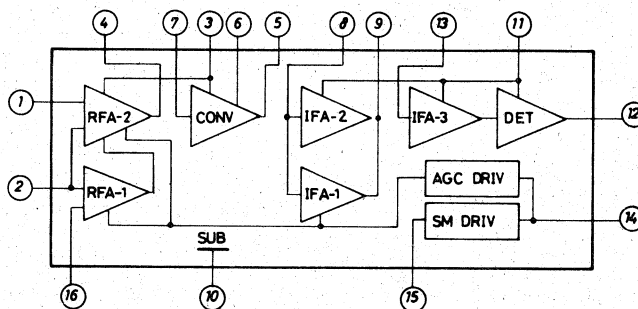 4 3 6 5 8 9 13 11
7
1
RFA-2 CONV IFA-2 IFA-3 DET
12
2
RFA-1 IFA-1 AGC DRIV
SM DRIV
14
SUB
16 10 15